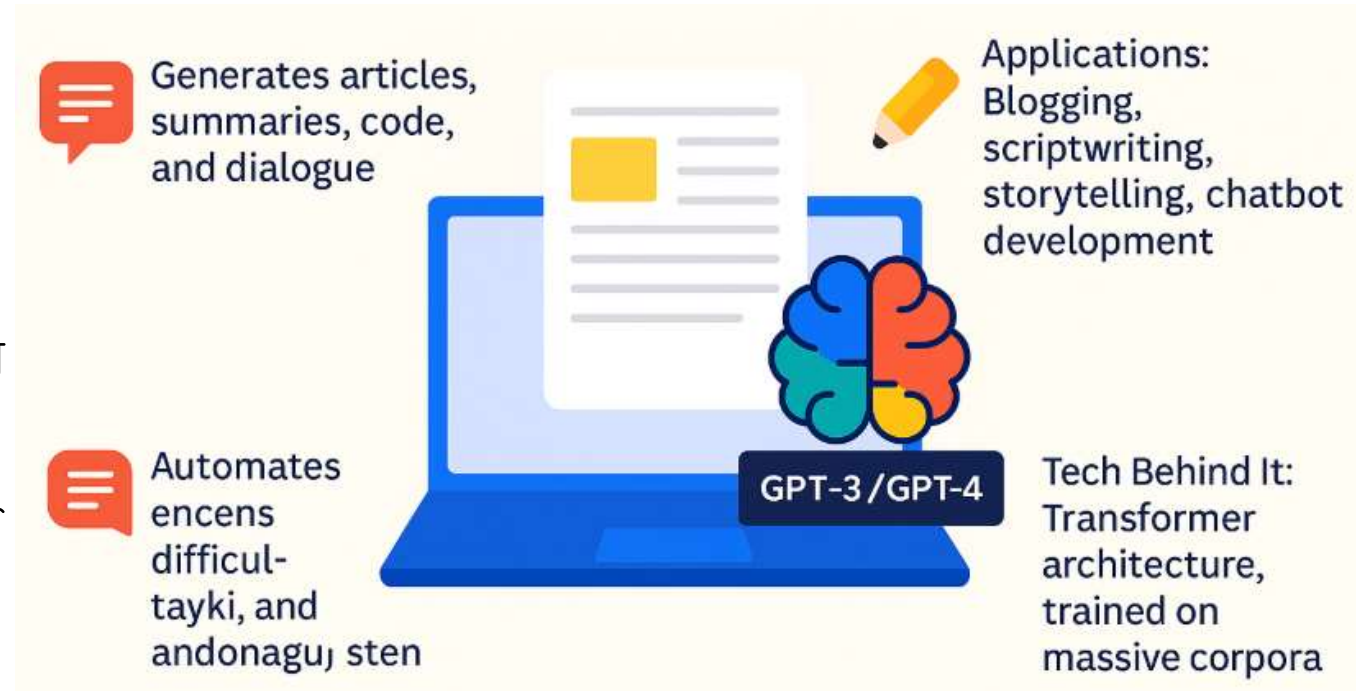 Generates articles,
summaries, code,
and dialogue
Applications:
Blogging,
scriptwriting,
storytelling, chatbot
development
GPT-3/GPT-4
Automates
encens
difficul-
tayki, and
andonaguj sten
Tech Behind It:
Transformer
architecture,
trained on
massive corpora